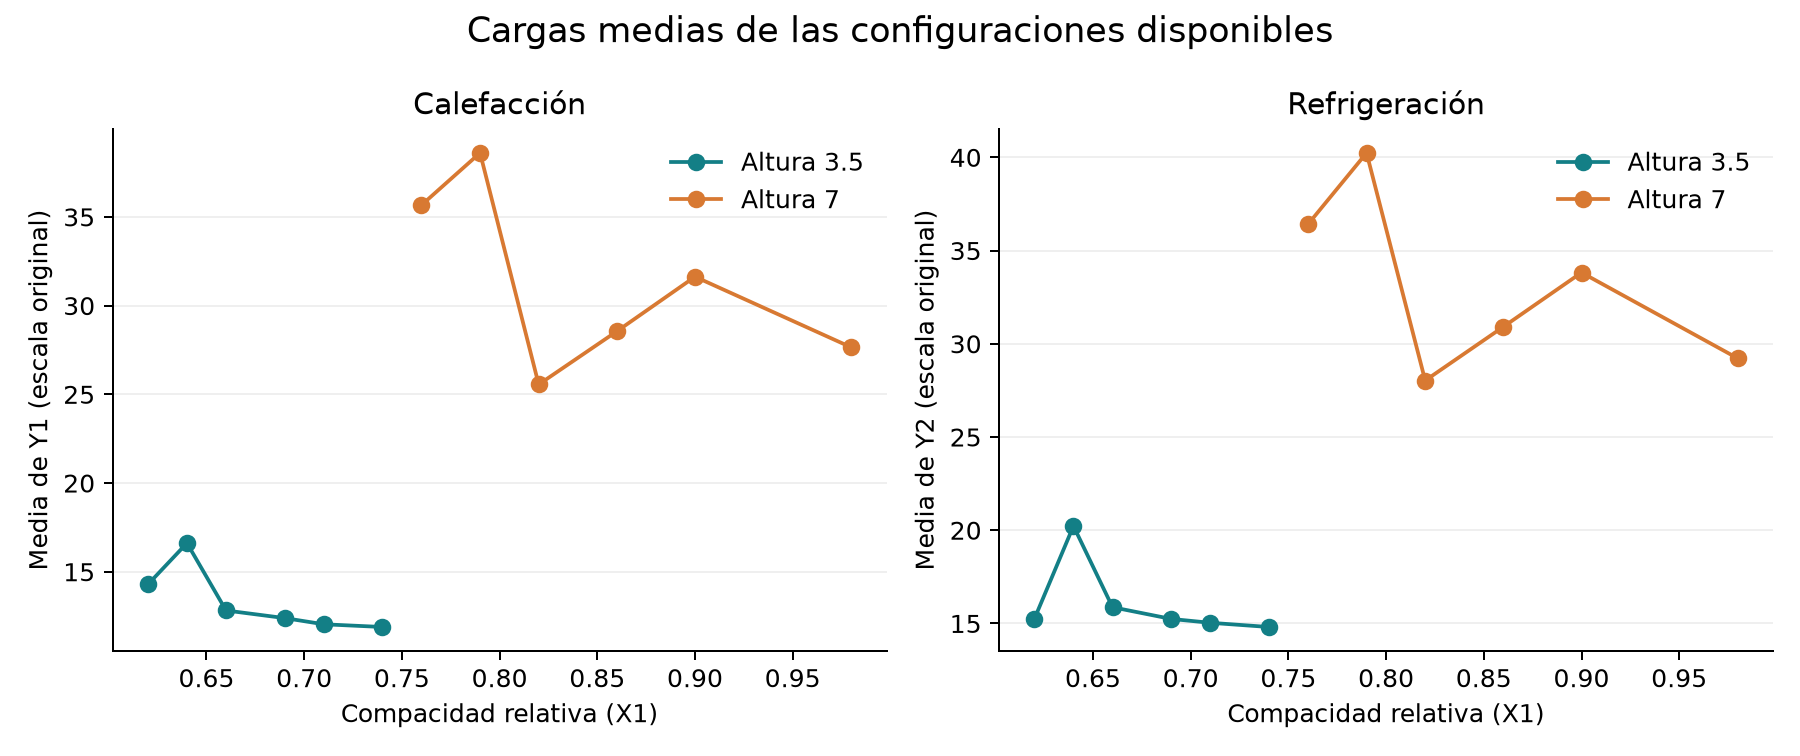 Cargas medias de las configuraciones disponibles
Calefacción
Media de Y1 (escala original)
35
30
25
20
15
Altura 3.5
Altura 7
0.65 0.70 0.75 0.80 0.85 0.90 0.95
Compacidad relativa (X1)
Refrigeración
Media de Y2 (escala original)
40
35
30
25
20
15
Altura 3.5
Altura 7
0.65 0.70 0.75 0.80 0.85 0.90 0.95
Compacidad relativa (X1)